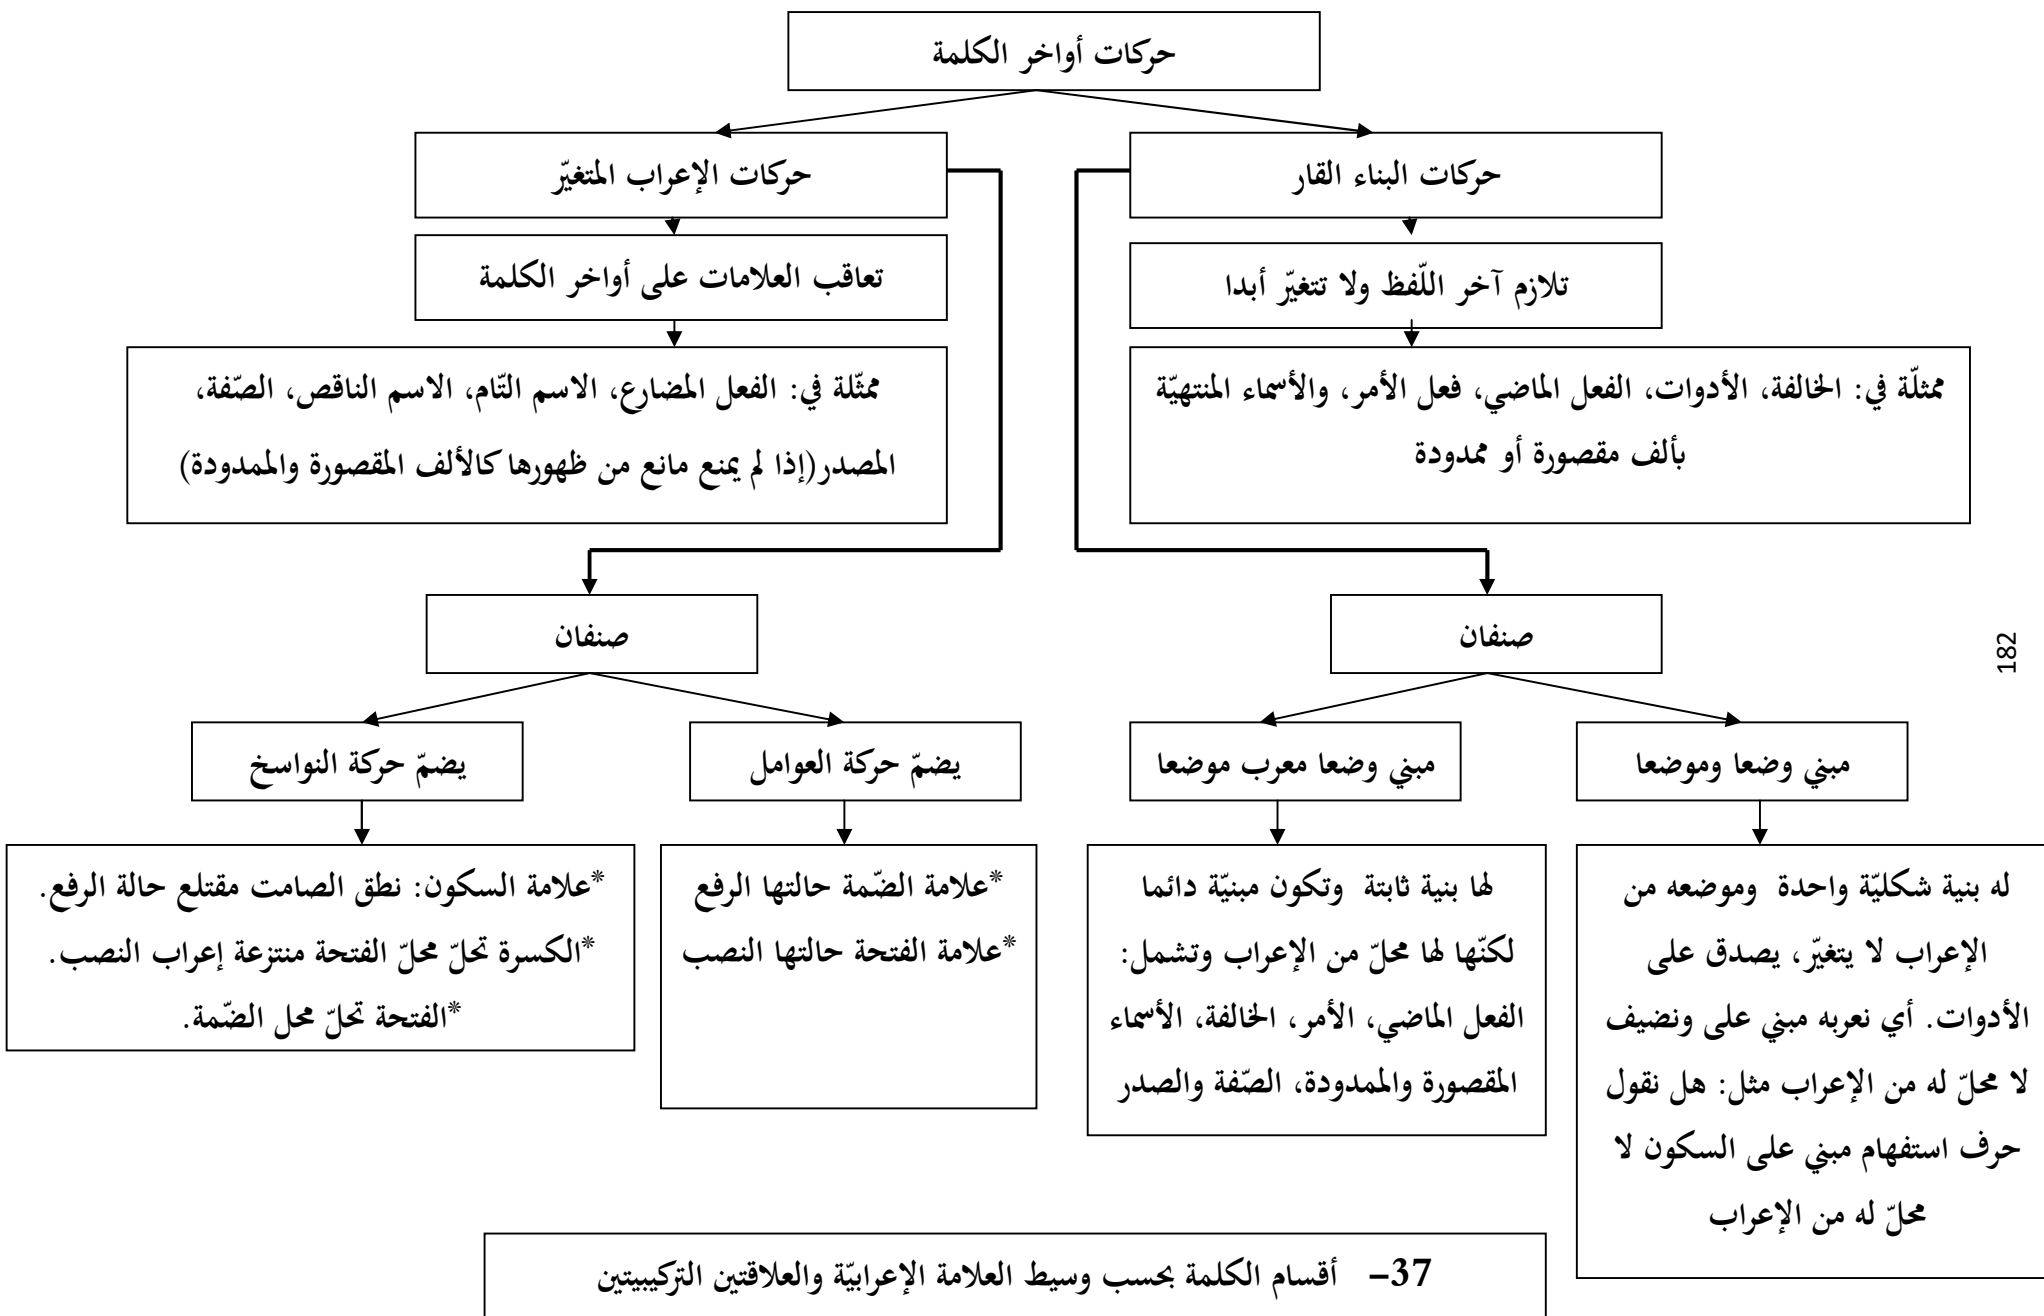 حركات أواخر الكلمة
حركات البناء القار
حركات الإعراب المتغيّر
تلازم آخر اللّفظ ولا تتغيّر أبدا
تعاقب العلامات على أواخر الكلمة
ممثلّة في: الخالفة، الأدوات، الفعل الماضي، فعل الأمر، والأسماء المنتهيّة
بألف مقصورة أو ممدودة
ممثّلة في: الفعل المضارع، الاسم التّام، الاسم الناقص، الصّفة،
المصدر(إذا لم يمنع مانع من ظهورها كالألف المقصورة والممدودة)
صنفان
صنفان
182
مبني وضعا وموضعا
مبني وضعا معرب موضعا
يضمّ حركة العوامل
يضمّ حركة النواسخ
له بنية شكليّة واحدة وموضعه من
الإعراب لا يتغيّر، يصدق على
الأدوات. أي نعربه مبني على ونضيف
لا محلّ له من الإعراب مثل: هل نقول
حرف استفهام مبني على السكون لا
محلّ له من الإعراب
لها بنية ثابتة وتكون مبنيّة دائما
لكنّها لها محلّ من الإعراب وتشمل:
الفعل الماضي، الأمر، الخالفة، الأسماء
المقصورة والممدودة، الصّفة والصدر
*علامة الضّمة حالتها الرفع
*علامة الفتحة حالتها النصب
*علامة السكون: نطق الصامت مقتلع حالة الرفع.
*الكسرة تحلّ محلّ الفتحة منتزعة إعراب النصب.
*الفتحة تحلّ محل الضّمة.
37– أقسام الكلمة بحسب وسيط العلامة الإعرابيّة والعلاقتين التركيبيتين